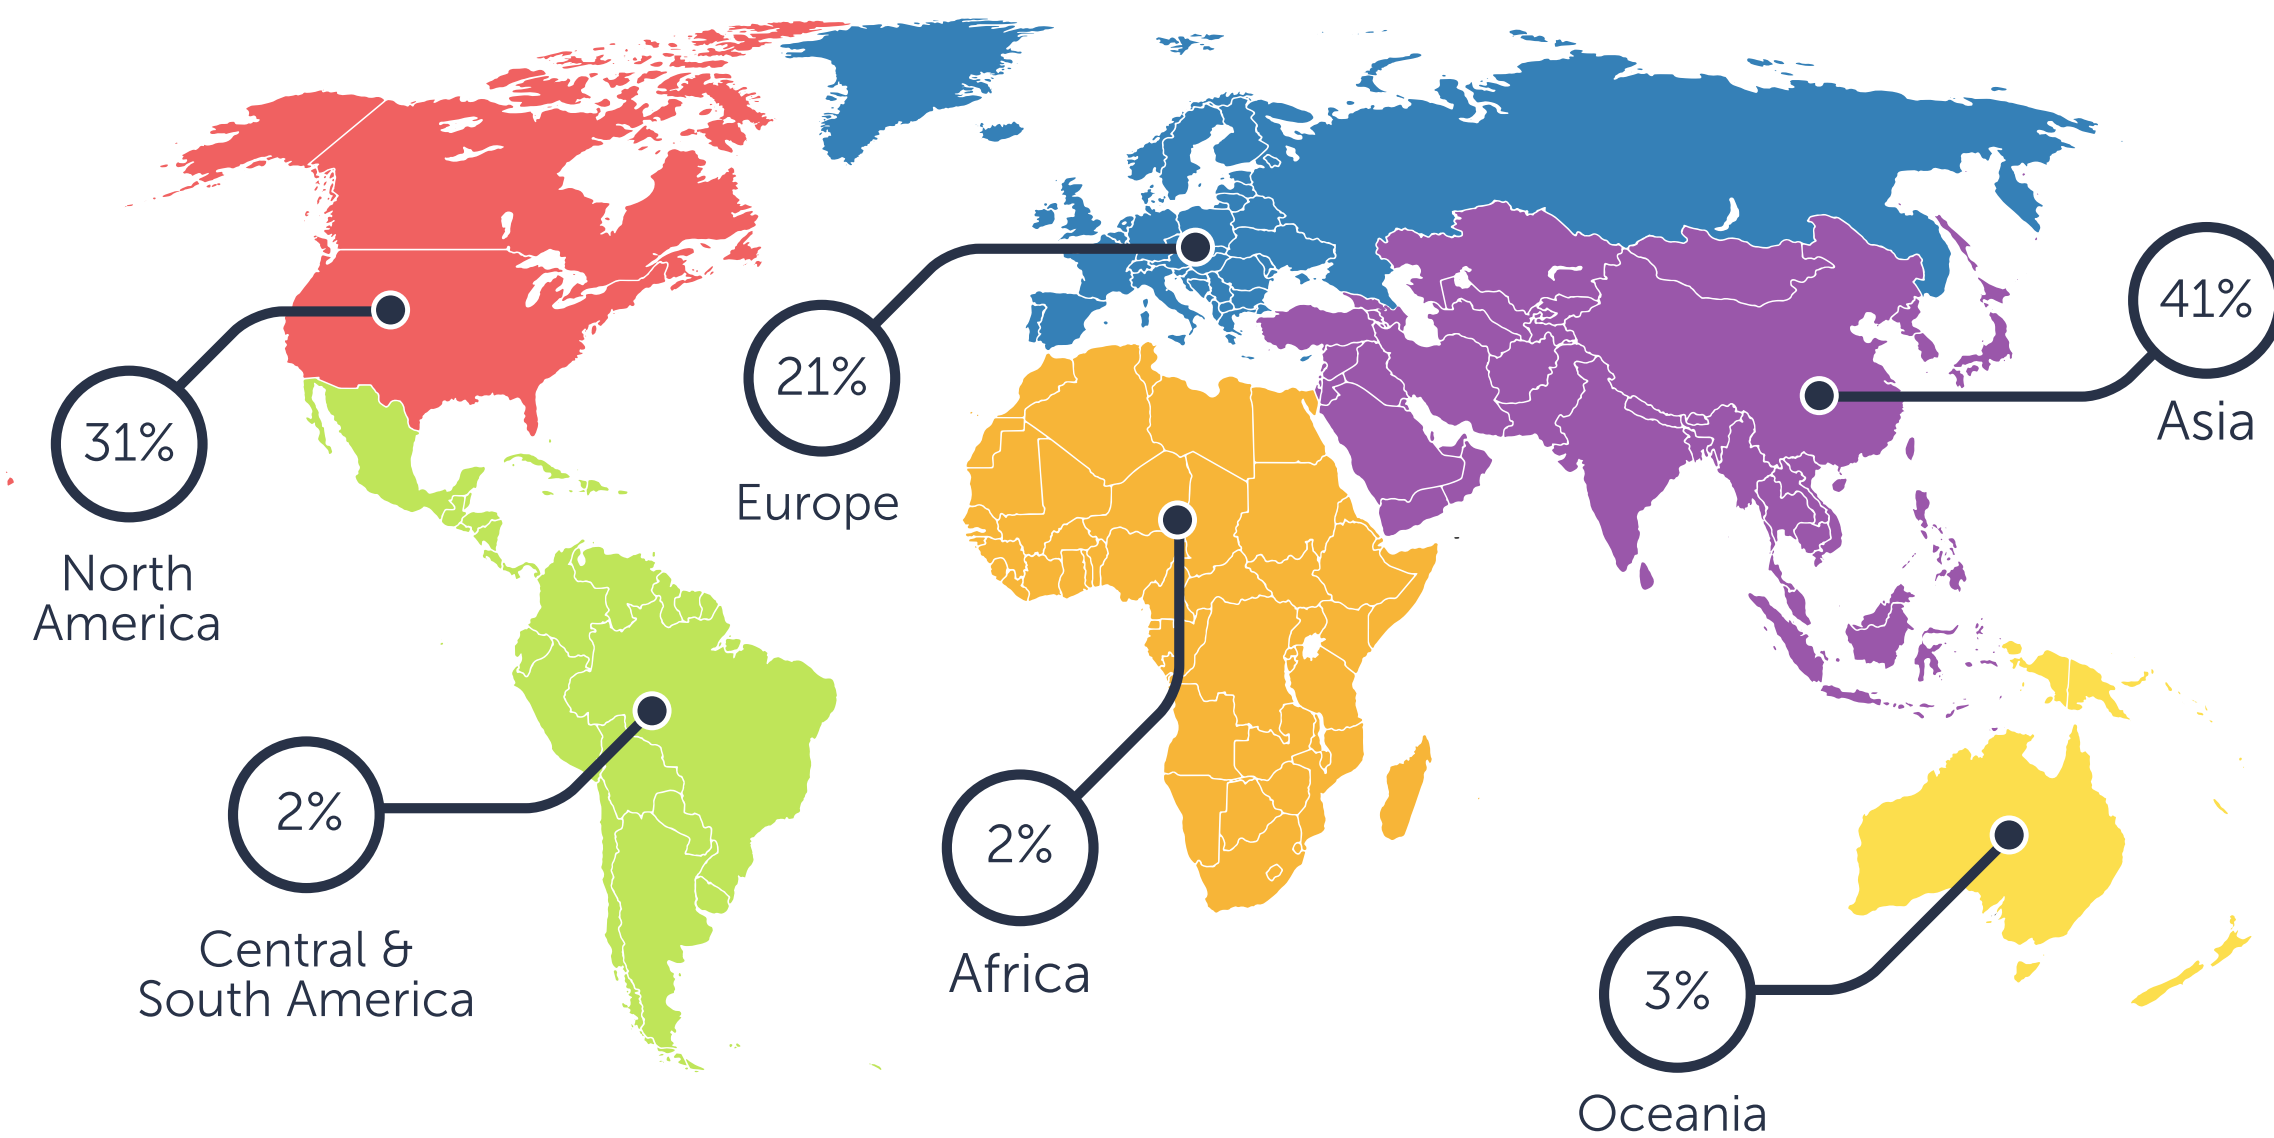 31%
North
America
21%
Europe
41%
Asia
2%
Central &
South America
2%
Africa
3%
Oceania